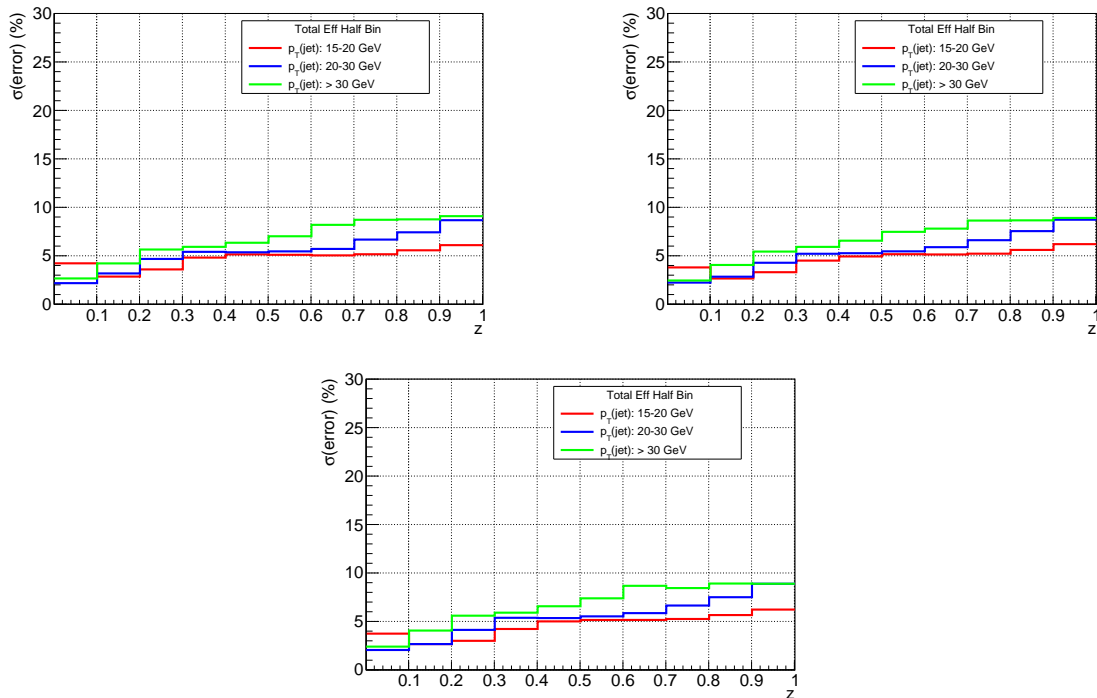 σ(error) (%)
30
25
20
15
10
5
0
Total Eff Half Bin
p_T(jet): 15-20 GeV
p_T(jet): 20-30 GeV
p_T(jet): > 30 GeV
0.1 0.2 0.3 0.4 0.5 0.6 0.7 0.8 0.9 1
z
σ(error) (%)
30
25
20
15
10
5
0
Total Eff Half Bin
p_T(jet): 15-20 GeV
p_T(jet): 20-30 GeV
p_T(jet): > 30 GeV
0.1 0.2 0.3 0.4 0.5 0.6 0.7 0.8 0.9 1
z
σ(error) (%)
30
25
20
15
10
5
0
Total Eff Half Bin
p_T(jet): 15-20 GeV
p_T(jet): 20-30 GeV
p_T(jet): > 30 GeV
0.1 0.2 0.3 0.4 0.5 0.6 0.7 0.8 0.9 1
z